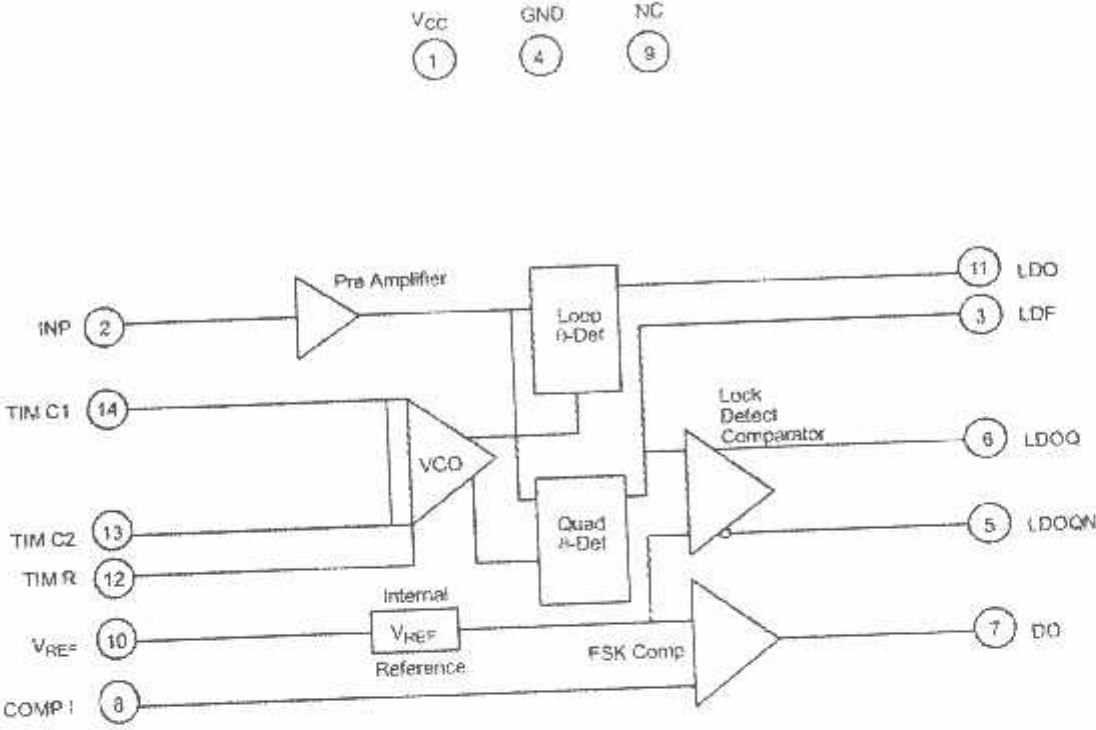 VCC GND NC
1 4 9
Pre Amplifier
INP 2
Loop
θ-Det
11 LDO
3 LDF
TIM C1 14
VCO
Lock
Detect
Comparator
6 LDOQ
TIM C2 13
Quad
θ-Det
5 LDOQN
TIM R 12
Internal
VREF 10
VREF
Reference
FSK Comp
7 DO
COMP I 8